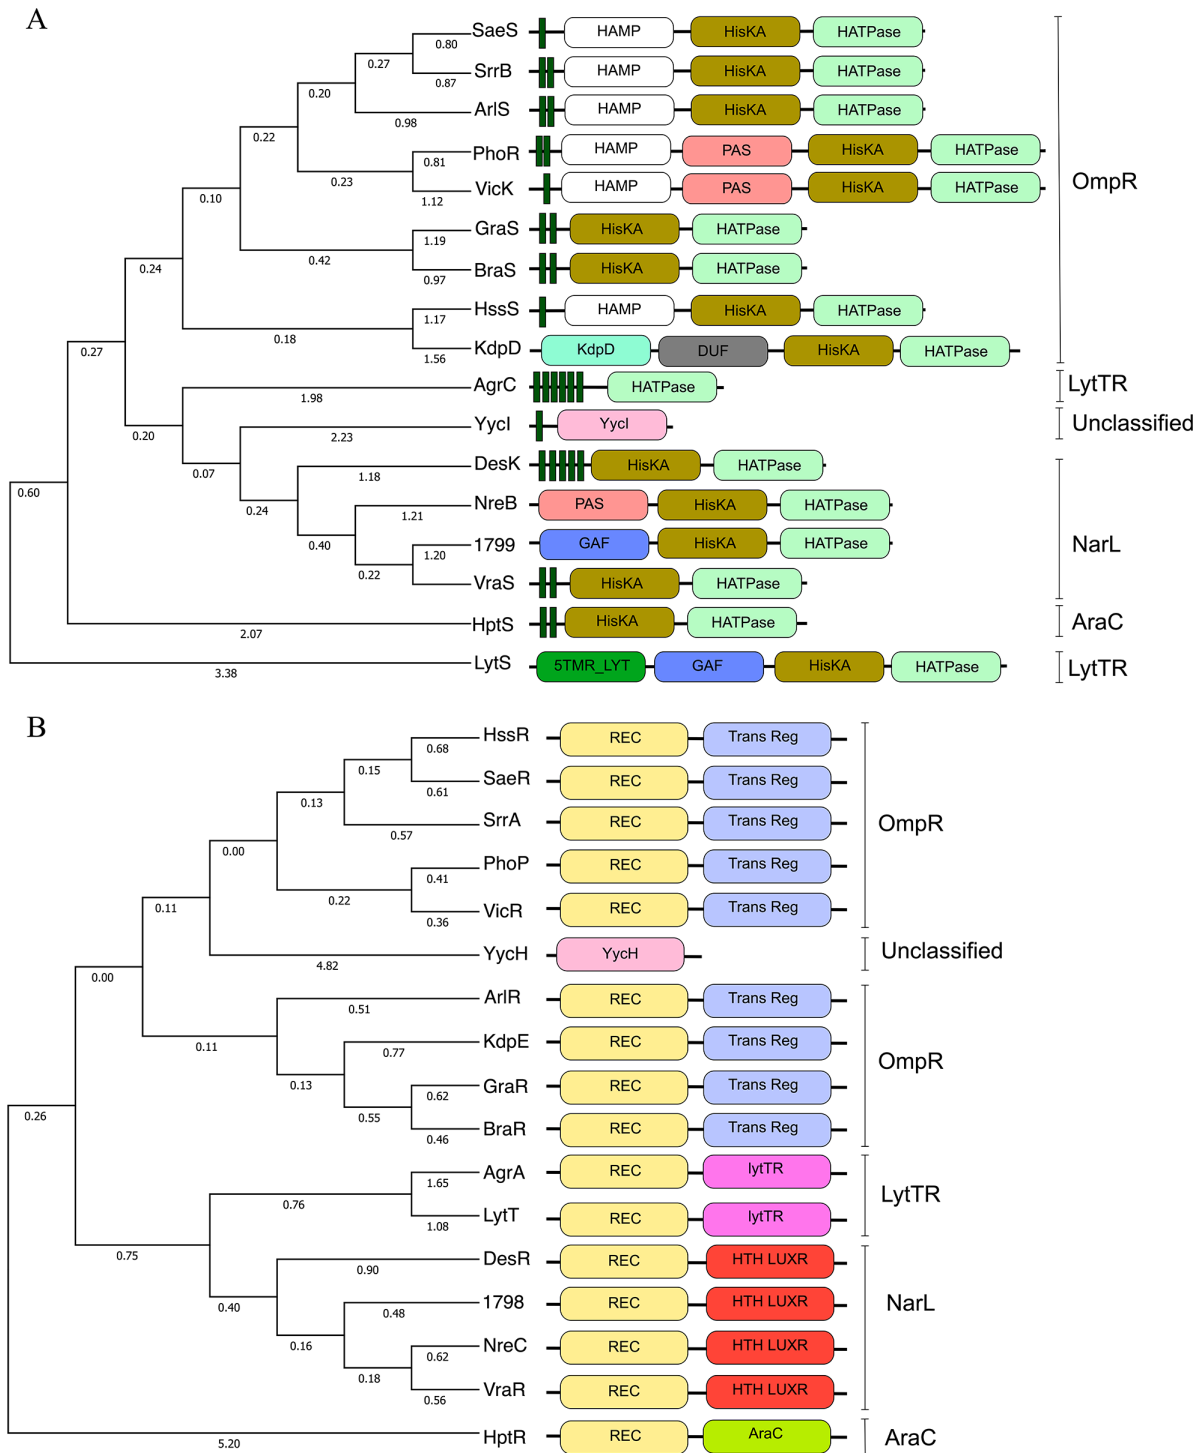 A
SaeS HAMP HisKA HATPase
0.80
0.27
SrrB HAMP HisKA HATPase
0.87
0.20
ArlS HAMP HisKA HATPase
0.98
0.22
PhoR HAMP PAS HisKA HATPase
0.81
0.23
VicK HAMP PAS HisKA HATPase
1.12
OmpR
0.10
GraS HisKA HATPase
1.19
0.42
BraS HisKA HATPase
0.97
0.24
HssS HAMP HisKA HATPase
1.17
0.18
KdpD KdpD DUF HisKA HATPase
1.56
0.27
AgrC HATPase LytTR
1.98
YycI YycI Unclassified
0.20
2.23
DesK HisKA HATPase
0.07
1.18
0.60
NreB PAS HisKA HATPase
0.24
1.21
1799 GAF HisKA HATPase NarL
0.40
1.20
0.22
VraS HisKA HATPase
HptS HisKA HATPase AraC
2.07
LytS 5TMR_LYT GAF HisKA HATPase LytTR
3.38
B
HssR REC Trans Reg
0.68
0.15
SaeR REC Trans Reg
0.61
0.13
SrrA REC Trans Reg OmpR
0.57
0.00
PhoP REC Trans Reg
0.41
0.22
VicR REC Trans Reg
0.36
0.11
YycH YycH Unclassified
4.82
0.00
ArlR REC Trans Reg
0.51
0.11
KdpE REC Trans Reg
0.77
OmpR
0.13
GraR REC Trans Reg
0.62
0.55
BraR REC Trans Reg
0.46
0.26
AgrA REC lytTR
1.65
LytTR
0.76
LytT REC lytTR
1.08
0.75
DesR REC HTH LUXR
0.90
1798 REC HTH LUXR NarL
0.40
0.48
NreC REC HTH LUXR
0.16
0.62
0.18
VraR REC HTH LUXR
0.56
HptR REC AraC AraC
5.20